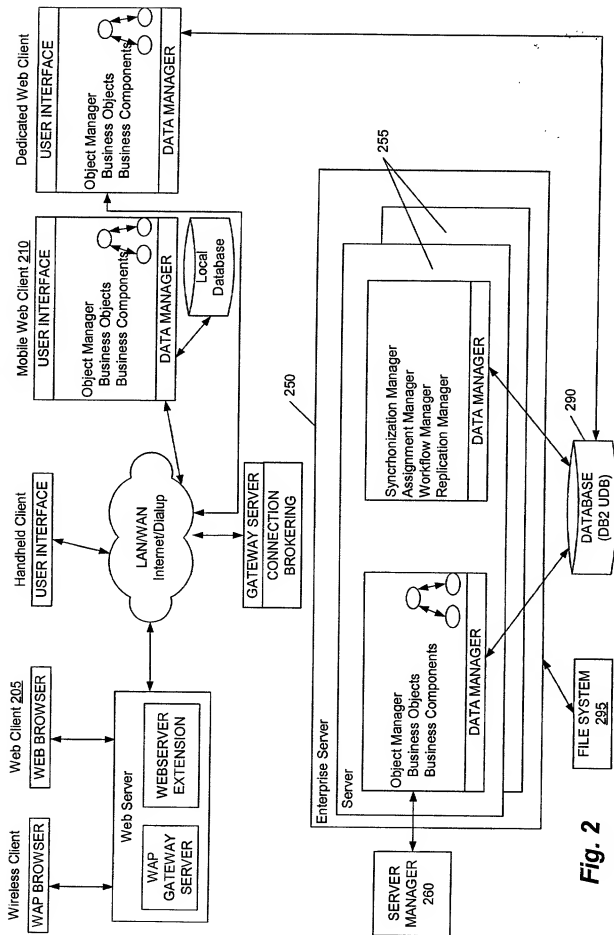 Wireless Client
WAP BROWSER
Web Client 205
WEB BROWSER
Handheld Client
USER INTERFACE
Mobile Web Client 210
USER INTERFACE
Object Manager
Business Objects
Business Components
DATA MANAGER
Local
Database
Dedicated Web Client
USER INTERFACE
Object Manager
Business Objects
Business Components
DATA MANAGER
Web Server
WAP
GATEWAY
SERVER
WEBSERVER
EXTENSION
LAN/WAN
Internet/Dialup
GATEWAY SERVER
CONNECTION
BROKERING
250
255
Enterprise Server
Server
Object Manager
Business Objects
Business Components
DATA MANAGER
Syncrhonization Manager
Assignment Manager
Workflow Manager
Replication Manager
DATA MANAGER
SERVER
MANAGER
260
FILE SYSTEM
295
290
DATABASE
(DB2 UDB)
Fig. 2